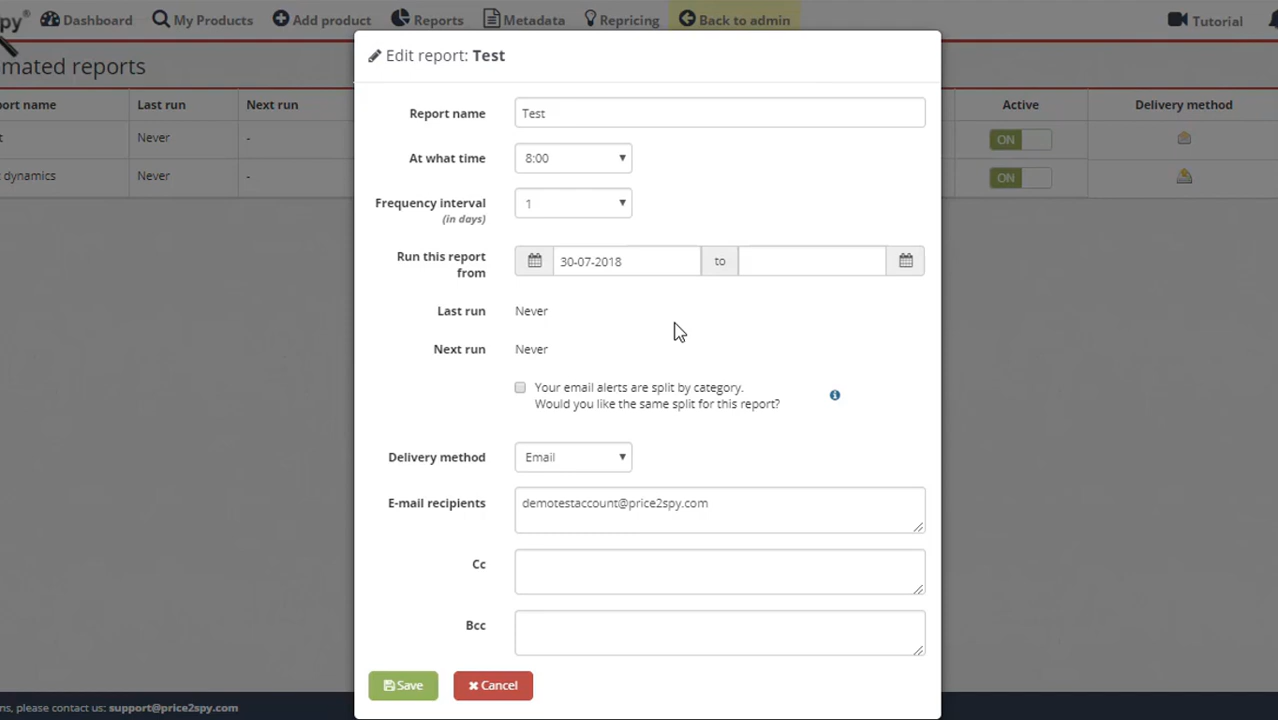 py® Dashboard My Products Add product Reports Metadata Repricing Back to admin Tutorial
mated reports
port name Last run Next run Active Delivery method
t Never - ON
dynamics Never - ON
Edit report: Test
Report name Test
At what time 8:00
Frequency interval 1
(in days)
Run this report from 30-07-2018 to
Last run Never
Next run Never
Your email alerts are split by category.
Would you like the same split for this report?
Delivery method Email
E-mail recipients demotestaccount@price2spy.com
Cc
Bcc
Save Cancel
ns, please contact us: support@price2spy.com